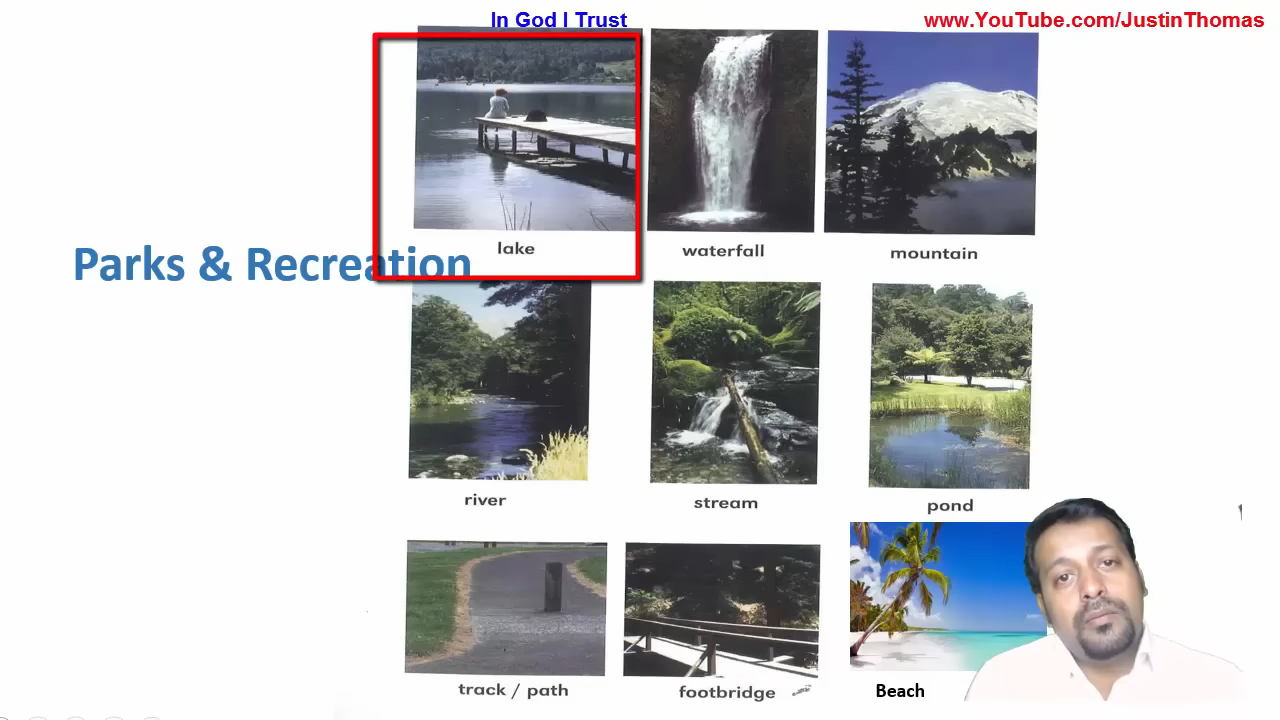 In God I Trust
www.YouTube.com/JustinThomas
lake
waterfall
mountain
Parks & Recreation
river
stream
pond
track / path
footbridge
Beach